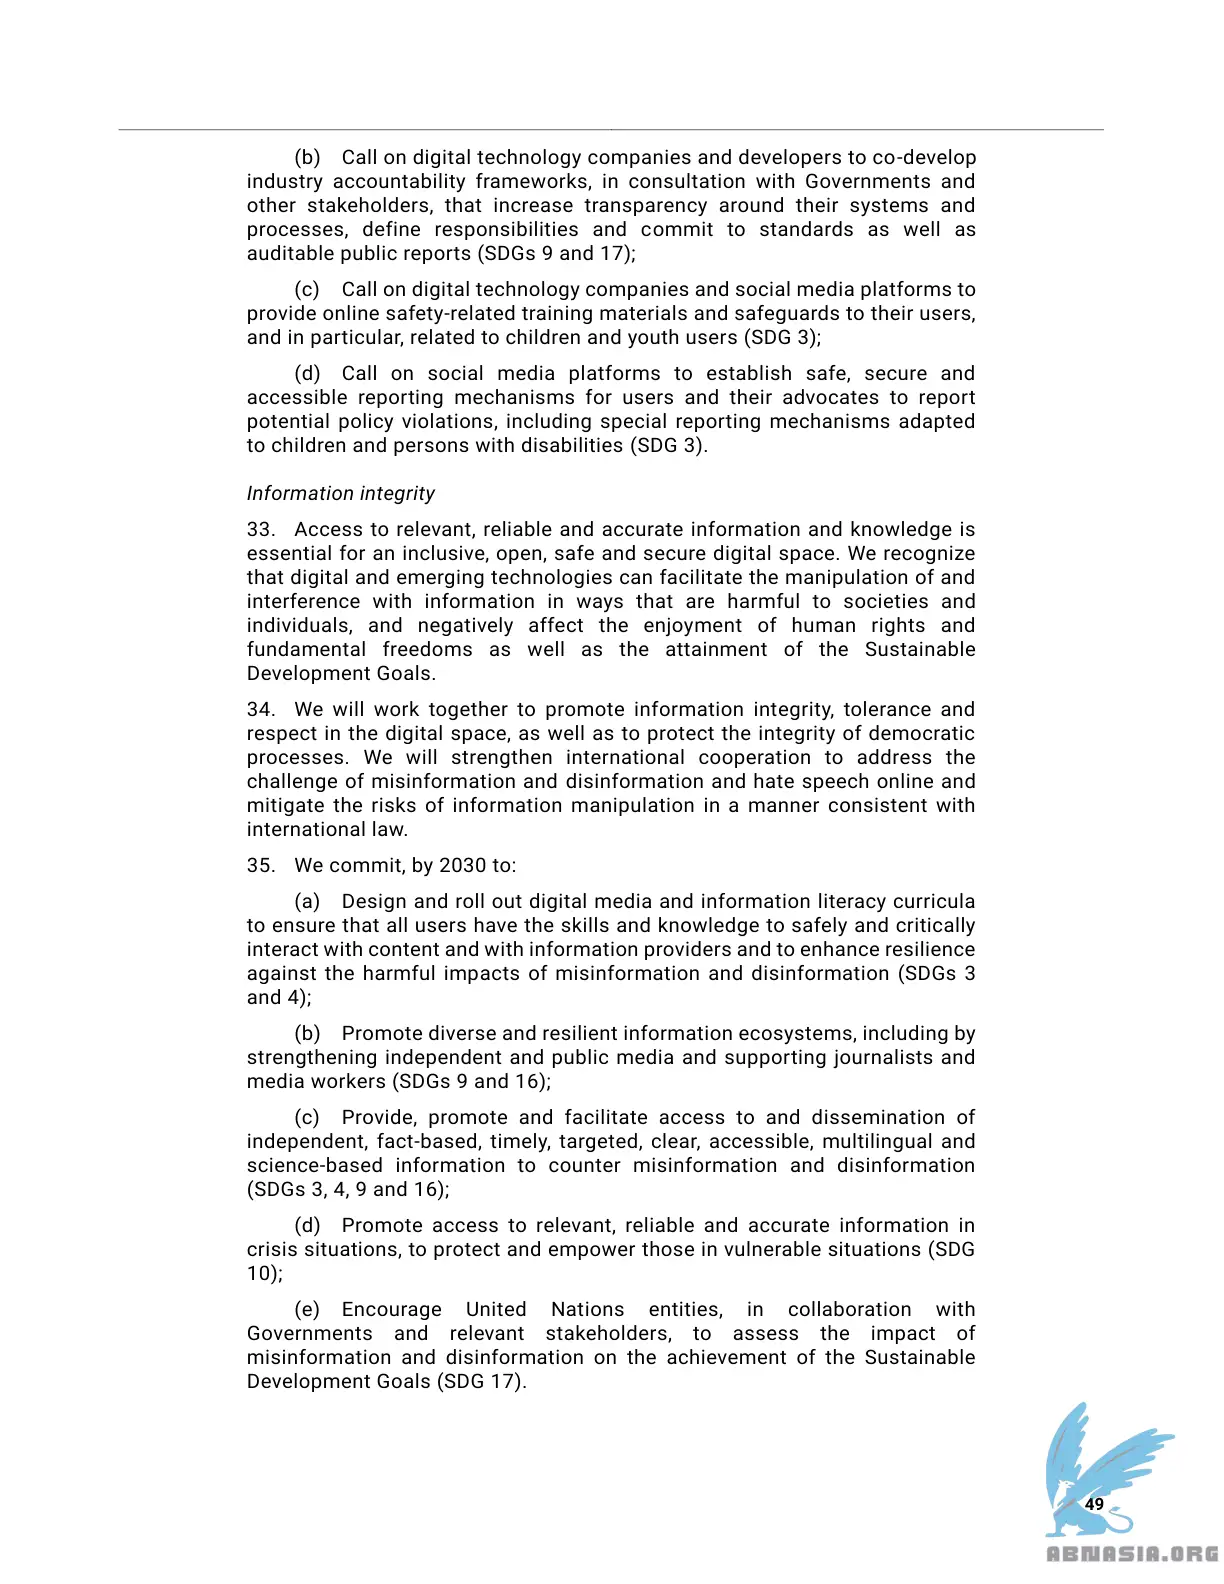 (b) Call on digital technology companies and developers to co-develop
industry accountability frameworks, in consultation with Governments and
other stakeholders, that increase transparency around their systems and
processes, define responsibilities and commit to standards as well as
auditable public reports (SDGs 9 and 17);
(c) Call on digital technology companies and social media platforms to
provide online safety-related training materials and safeguards to their users,
and in particular, related to children and youth users (SDG 3);
(d) Call on social media platforms to establish safe, secure and
accessible reporting mechanisms for users and their advocates to report
potential policy violations, including special reporting mechanisms adapted
to children and persons with disabilities (SDG 3).
Information integrity
33. Access to relevant, reliable and accurate information and knowledge is
essential for an inclusive, open, safe and secure digital space. We recognize
that digital and emerging technologies can facilitate the manipulation of and
interference with information in ways that are harmful to societies and
individuals, and negatively affect the enjoyment of human rights and
fundamental freedoms as well as the attainment of the Sustainable
Development Goals.
34. We will work together to promote information integrity, tolerance and
respect in the digital space, as well as to protect the integrity of democratic
processes. We will strengthen international cooperation to address the
challenge of misinformation and disinformation and hate speech online and
mitigate the risks of information manipulation in a manner consistent with
international law.
35. We commit, by 2030 to:
(a) Design and roll out digital media and information literacy curricula
to ensure that all users have the skills and knowledge to safely and critically
interact with content and with information providers and to enhance resilience
against the harmful impacts of misinformation and disinformation (SDGs 3
and 4);
(b) Promote diverse and resilient information ecosystems, including by
strengthening independent and public media and supporting journalists and
media workers (SDGs 9 and 16);
(c) Provide, promote and facilitate access to and dissemination of
independent, fact-based, timely, targeted, clear, accessible, multilingual and
science-based information to counter misinformation and disinformation
(SDGs 3, 4, 9 and 16);
(d) Promote access to relevant, reliable and accurate information in
crisis situations, to protect and empower those in vulnerable situations (SDG
10);
(e) Encourage United Nations entities, in collaboration with
Governments and relevant stakeholders, to assess the impact of
misinformation and disinformation on the achievement of the Sustainable
Development Goals (SDG 17).
49
ABNASIA.ORG